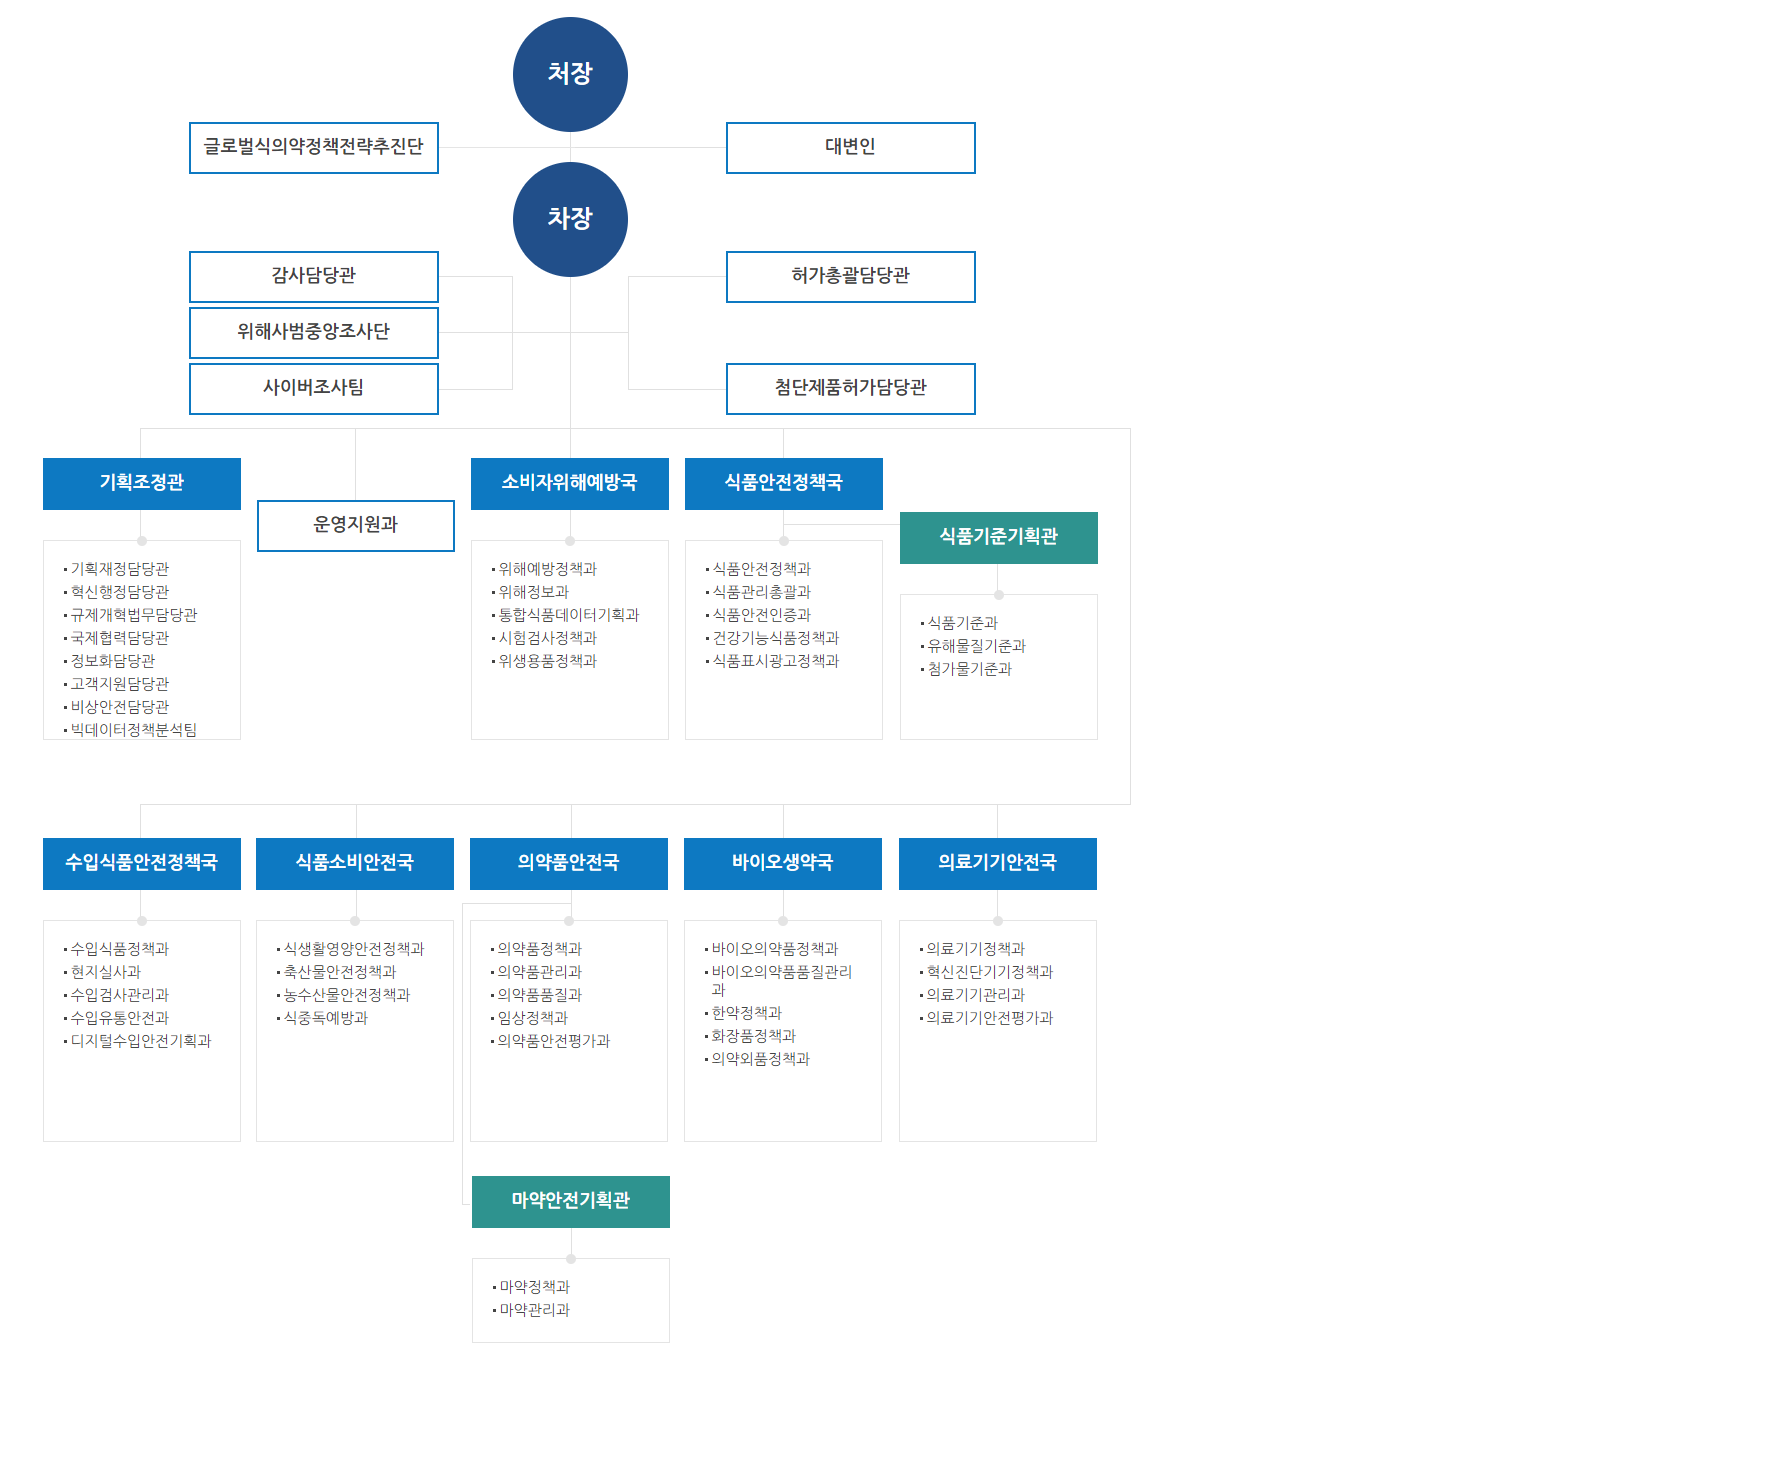 처장
글로벌식의약정책전략추진단
대변인
차장
감사담당관
허가총괄담당관
위해사범중앙조사단
사이버조사팀
첨단제품허가담당관
기획조정관
운영지원과
소비자위해예방국
식품안전정책국
식품기준기획관
기획재정담당관
혁신행정담당관
규제개혁법무담당관
국제협력담당관
정보화담당관
고객지원담당관
비상안전담당관
빅데이터정책분석팀
위해예방정책과
위해정보과
통합식품데이터기획과
시험검사정책과
위생용품정책과
식품안전정책과
식품관리총괄과
식품안전인증과
건강기능식품정책과
식품표시광고정책과
식품기준과
유해물질기준과
첨가물기준과
수입식품안전정책국
식품소비안전국
의약품안전국
바이오생약국
의료기기안전국
수입식품정책과
현지실사과
수입검사관리과
수입유통안전과
디지털수입안전기획과
식생활영양안전정책과
축산물안전정책과
농수산물안전정책과
식중독예방과
의약품정책과
의약품관리과
의약품품질과
임상정책과
의약품안전평가과
바이오의약품정책과
바이오의약품품질관리
과
한약정책과
화장품정책과
의약외품정책과
의료기기정책과
혁신진단기기정책과
의료기기관리과
의료기기안전평가과
마약안전기획관
마약정책과
마약관리과